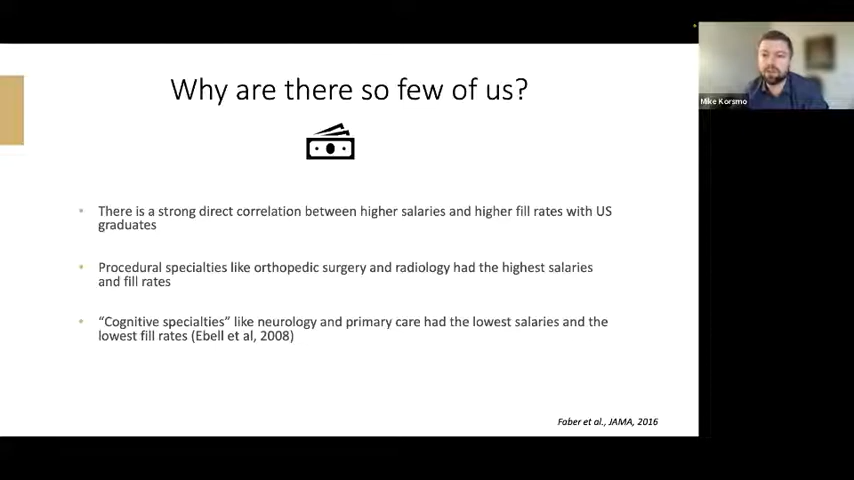 Why are there so few of us?
Mike Korsmo
• There is a strong direct correlation between higher salaries and higher fill rates with US
graduates
• Procedural specialties like orthopedic surgery and radiology had the highest salaries
and fill rates
• “Cognitive specialties” like neurology and primary care had the lowest salaries and the
lowest fill rates (Ebell et al, 2008)
Faber et al., JAMA, 2016